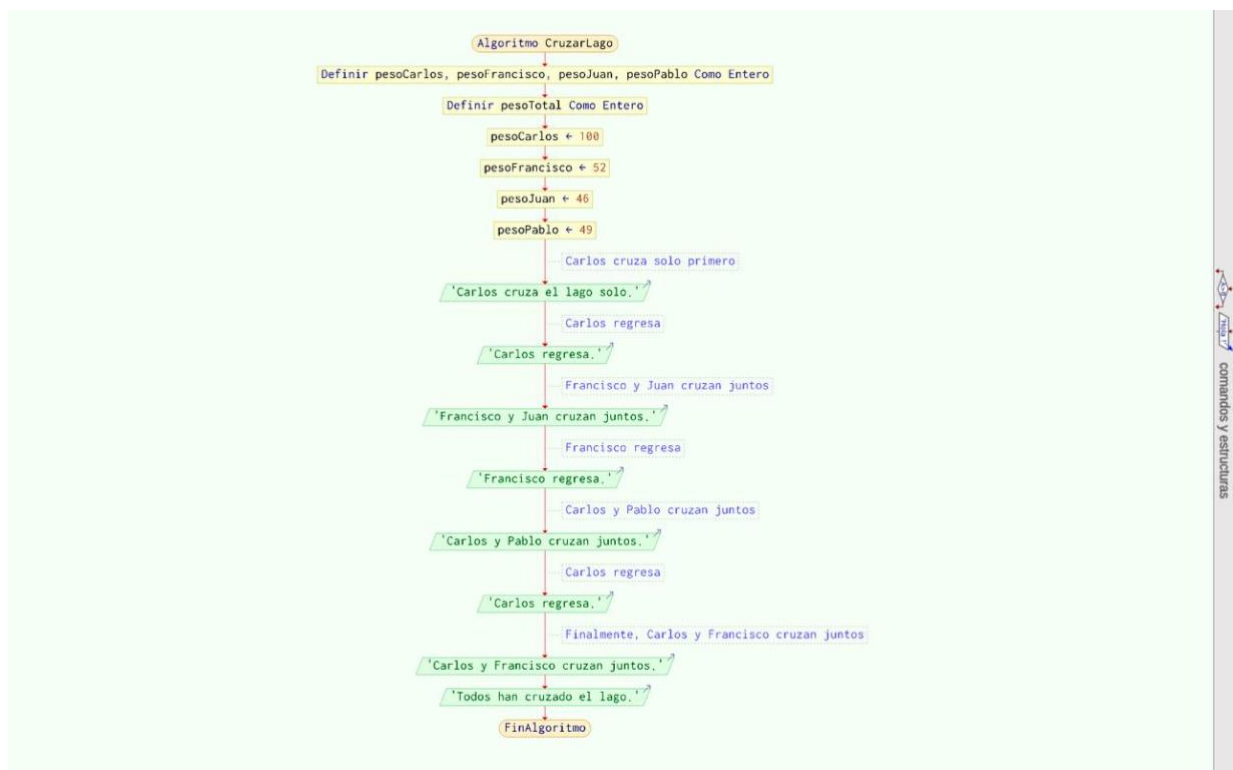 Algoritmo CruzarLago
Definir pesoCarlos, pesoFrancisco, pesoJuan, pesoPablo Como Entero
Definir pesoTotal Como Entero
pesoCarlos ← 100
pesoFrancisco ← 52
pesoJuan ← 46
pesoPablo ← 49
Carlos cruza solo primero
'Carlos cruza el lago solo.'
Carlos regresa
'Carlos regresa.'
Francisco y Juan cruzan juntos
'Francisco y Juan cruzan juntos.'
Francisco regresa
'Francisco regresa.'
Carlos y Pablo cruzan juntos
'Carlos y Pablo cruzan juntos.'
Carlos regresa
'Carlos regresa.'
Finalmente, Carlos y Francisco cruzan juntos
'Carlos y Francisco cruzan juntos.'
'Todos han cruzado el lago.'
FinAlgoritmo
comandos y estructuras